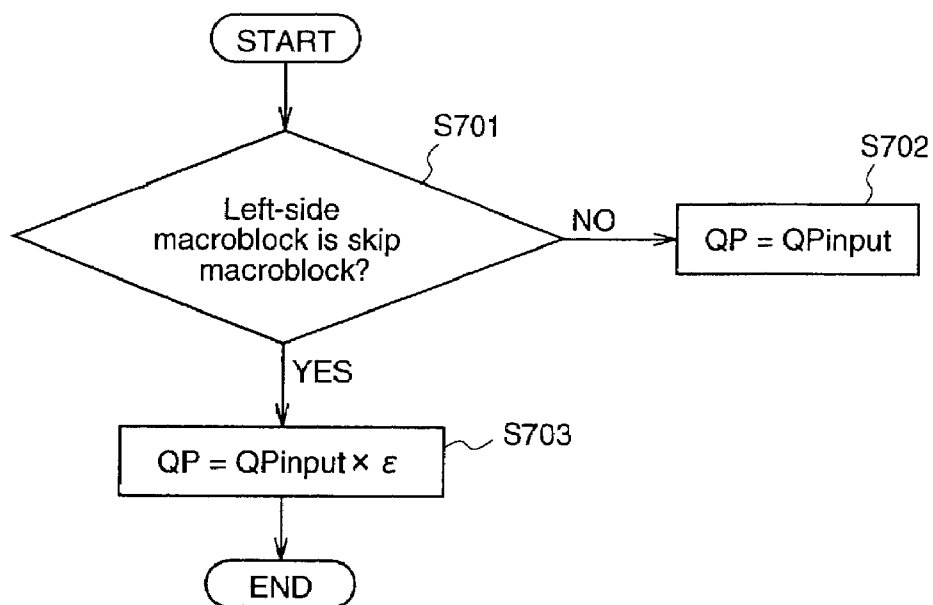 START
S701
S702
Left-side
macroblock is skip
macroblock?
NO
QP = QPinput
YES
S703
QP = QPinput × ε
END